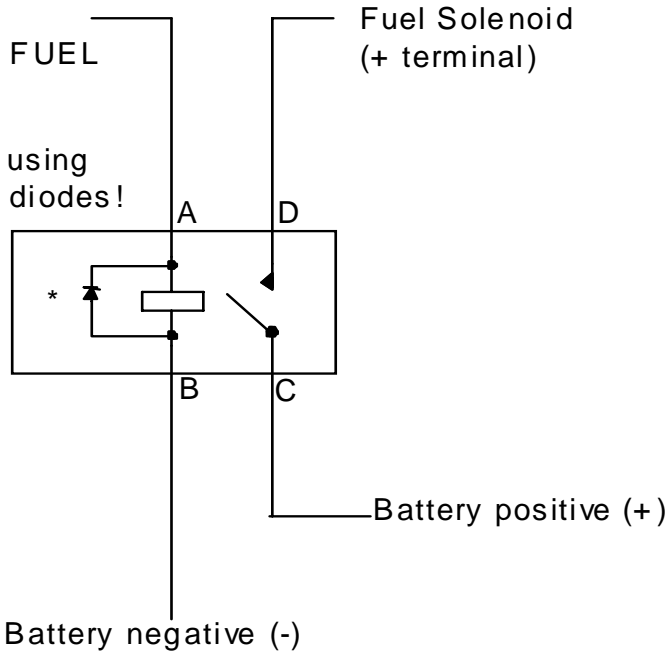 Fuel Solenoid
(+ terminal)
FUEL
using
diodes!
A
D
*
B
C
Battery positive (+)
Battery negative (-)